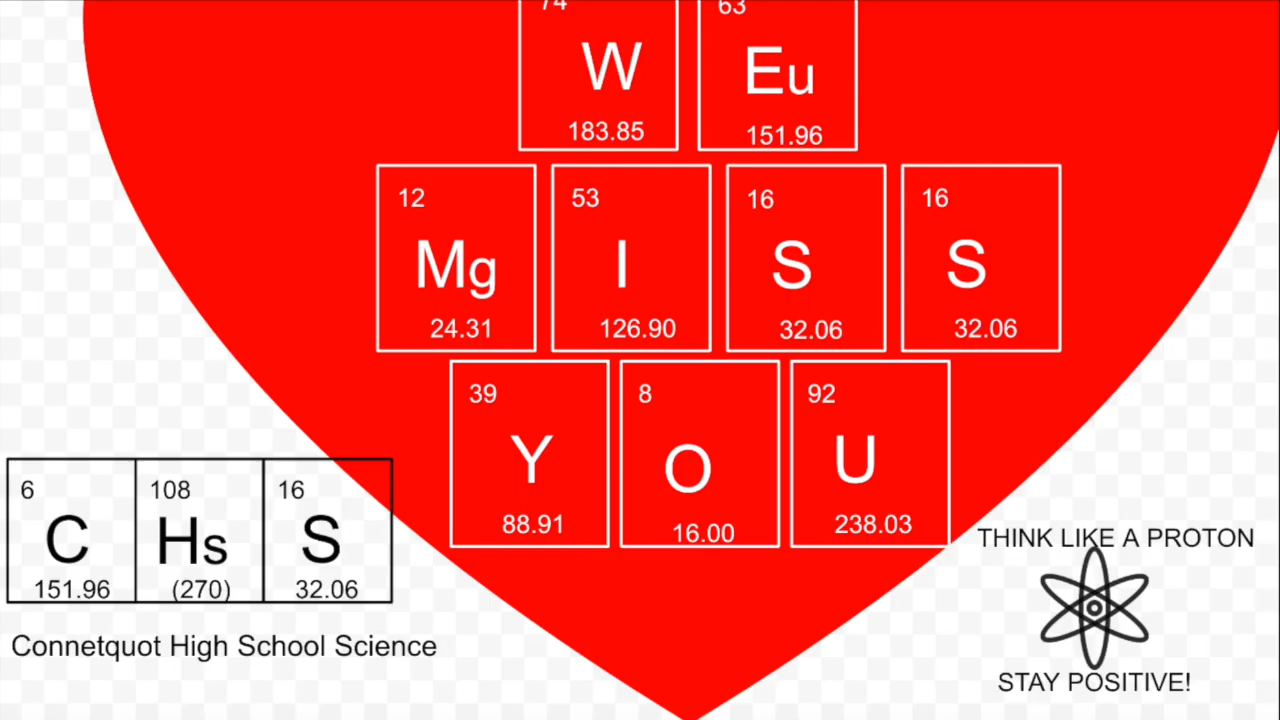 74 63
W Eu
183.85 151.96
12 53 16 16
Mg I S S
24.31 126.90 32.06 32.06
39 8 92
Y O U
88.91 16.00 238.03
6 108 16
C Hs S
151.96 (270) 32.06
Connetquot High School Science
THINK LIKE A PROTON
STAY POSITIVE!